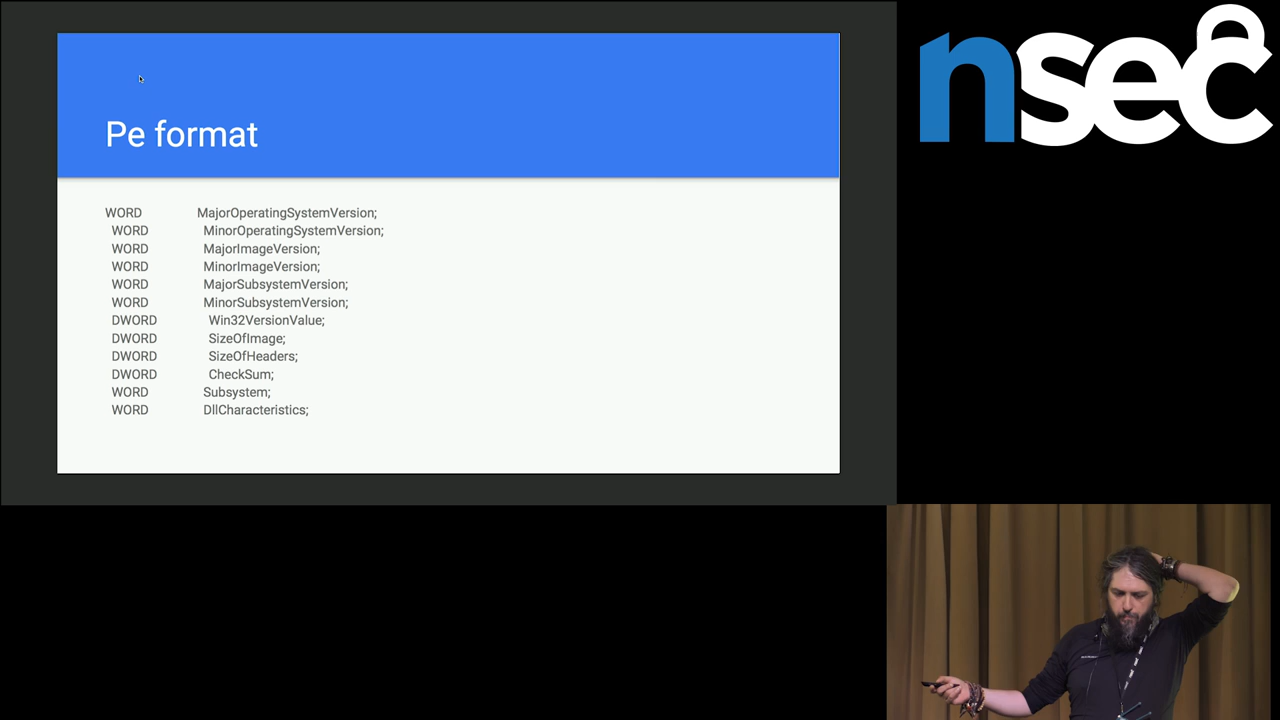 nsec
Pe format
WORD MajorOperatingSystemVersion;
WORD MinorOperatingSystemVersion;
WORD MajorImageVersion;
WORD MinorImageVersion;
WORD MajorSubsystemVersion;
WORD MinorSubsystemVersion;
DWORD Win32VersionValue;
DWORD SizeOfImage;
DWORD SizeOfHeaders;
DWORD CheckSum;
WORD Subsystem;
WORD DllCharacteristics;